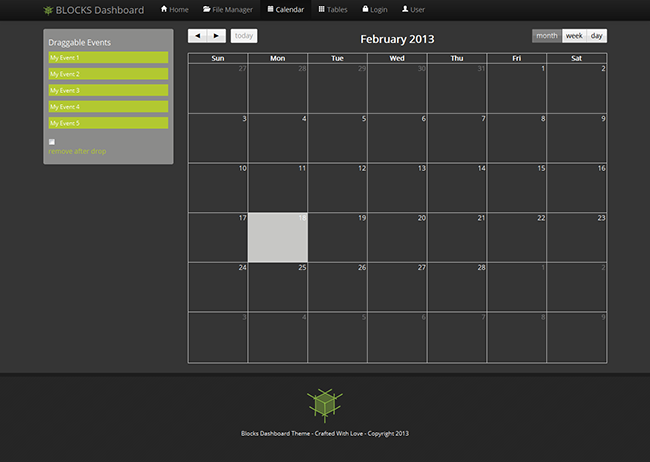 BLOCKS Dashboard Home File Manager Calendar Tables Login User
Draggable Events
My Event 1
My Event 2
My Event 3
My Event 4
My Event 5
remove after drop
◄ ► today February 2013 month week day
Sun Mon Tue Wed Thu Fri Sat
27 28 29 30 31 1 2
3 4 5 6 7 8 9
10 11 12 13 14 15 16
17 18 19 20 21 22 23
24 25 26 27 28 1 2
3 4 5 6 7 8 9
Blocks Dashboard Theme - Crafted With Love - Copyright 2013